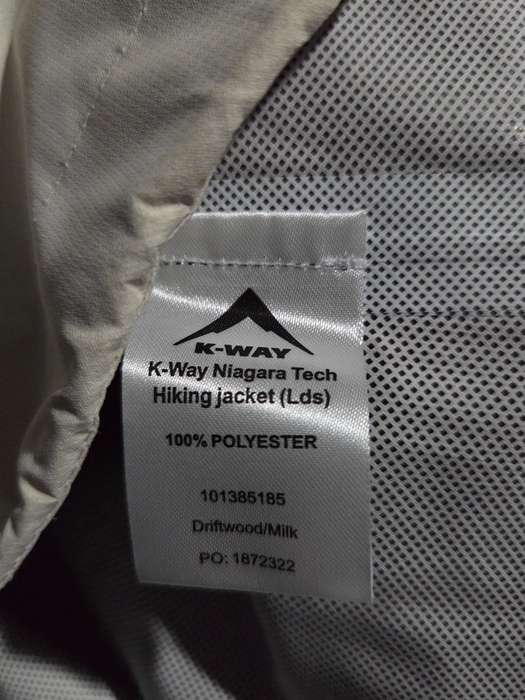 K-WAY
K-Way Niagara Tech
Hiking jacket (Lds)
100% POLYESTER
101385185
Driftwood/Milk
PO: 1872322